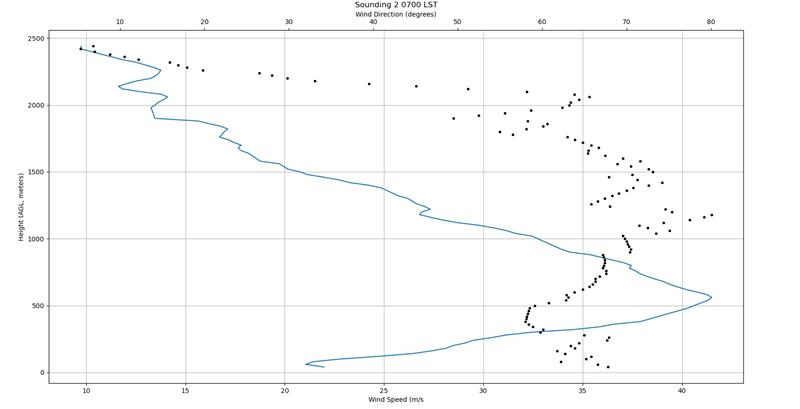 Sounding 2 0700 LST
Wind Direction (degrees)
10 20 30 40 50 60 70 80
2500
2000
1500
1000
500
0
Height (AGL, meters)
10 15 20 25 30 35 40
Wind Speed (m/s